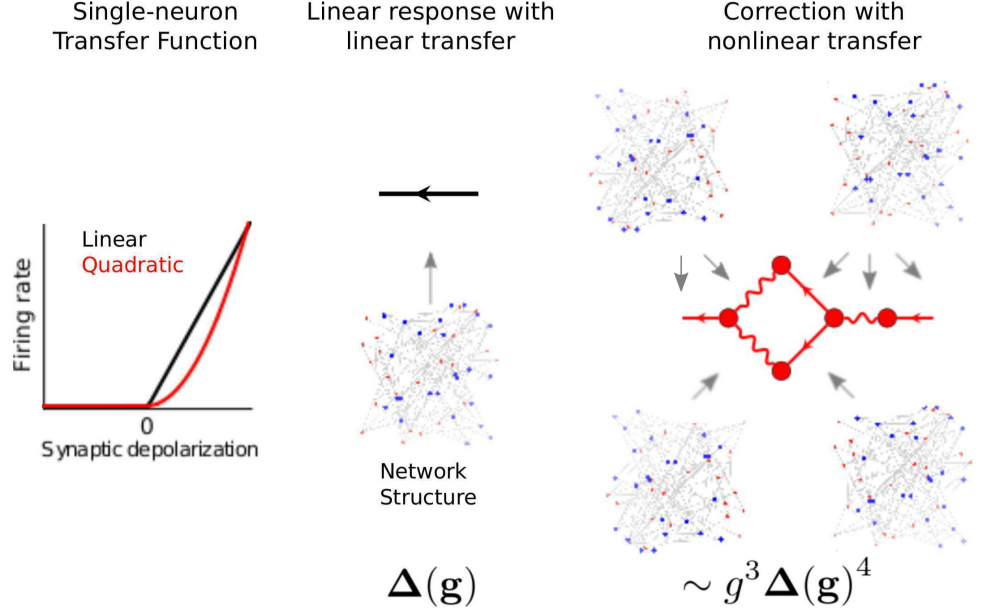 Single-neuron
Transfer Function
Linear response with
linear transfer
Correction with
nonlinear transfer
Linear
Quadratic
Firing rate
0
Synaptic depolarization
Network
Structure
Δ(g)
∼ g³Δ(g)⁴